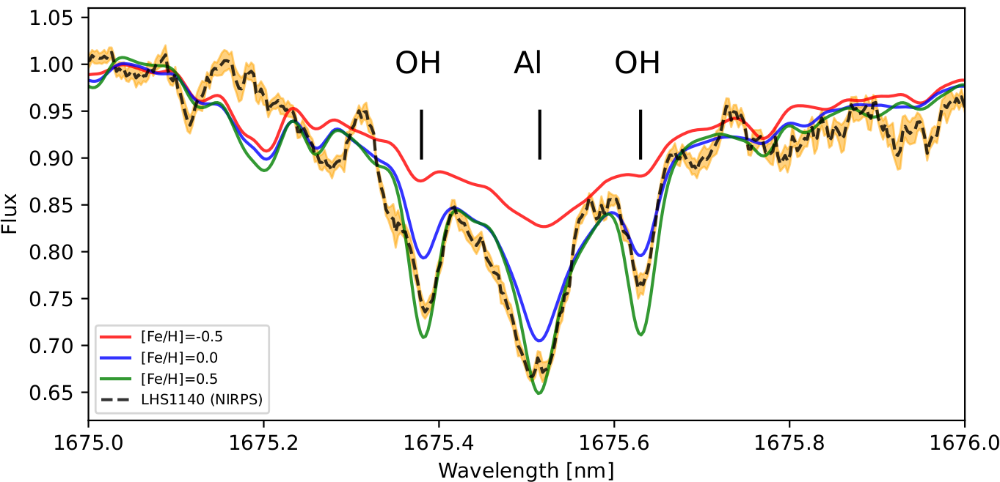 1.05
1.00
0.95
0.90
0.85
0.80
0.75
0.70
0.65
Flux
OH Al OH
[Fe/H]=-0.5
[Fe/H]=0.0
[Fe/H]=0.5
LHS1140 (NIRPS)
1675.0 1675.2 1675.4 1675.6 1675.8 1676.0
Wavelength [nm]